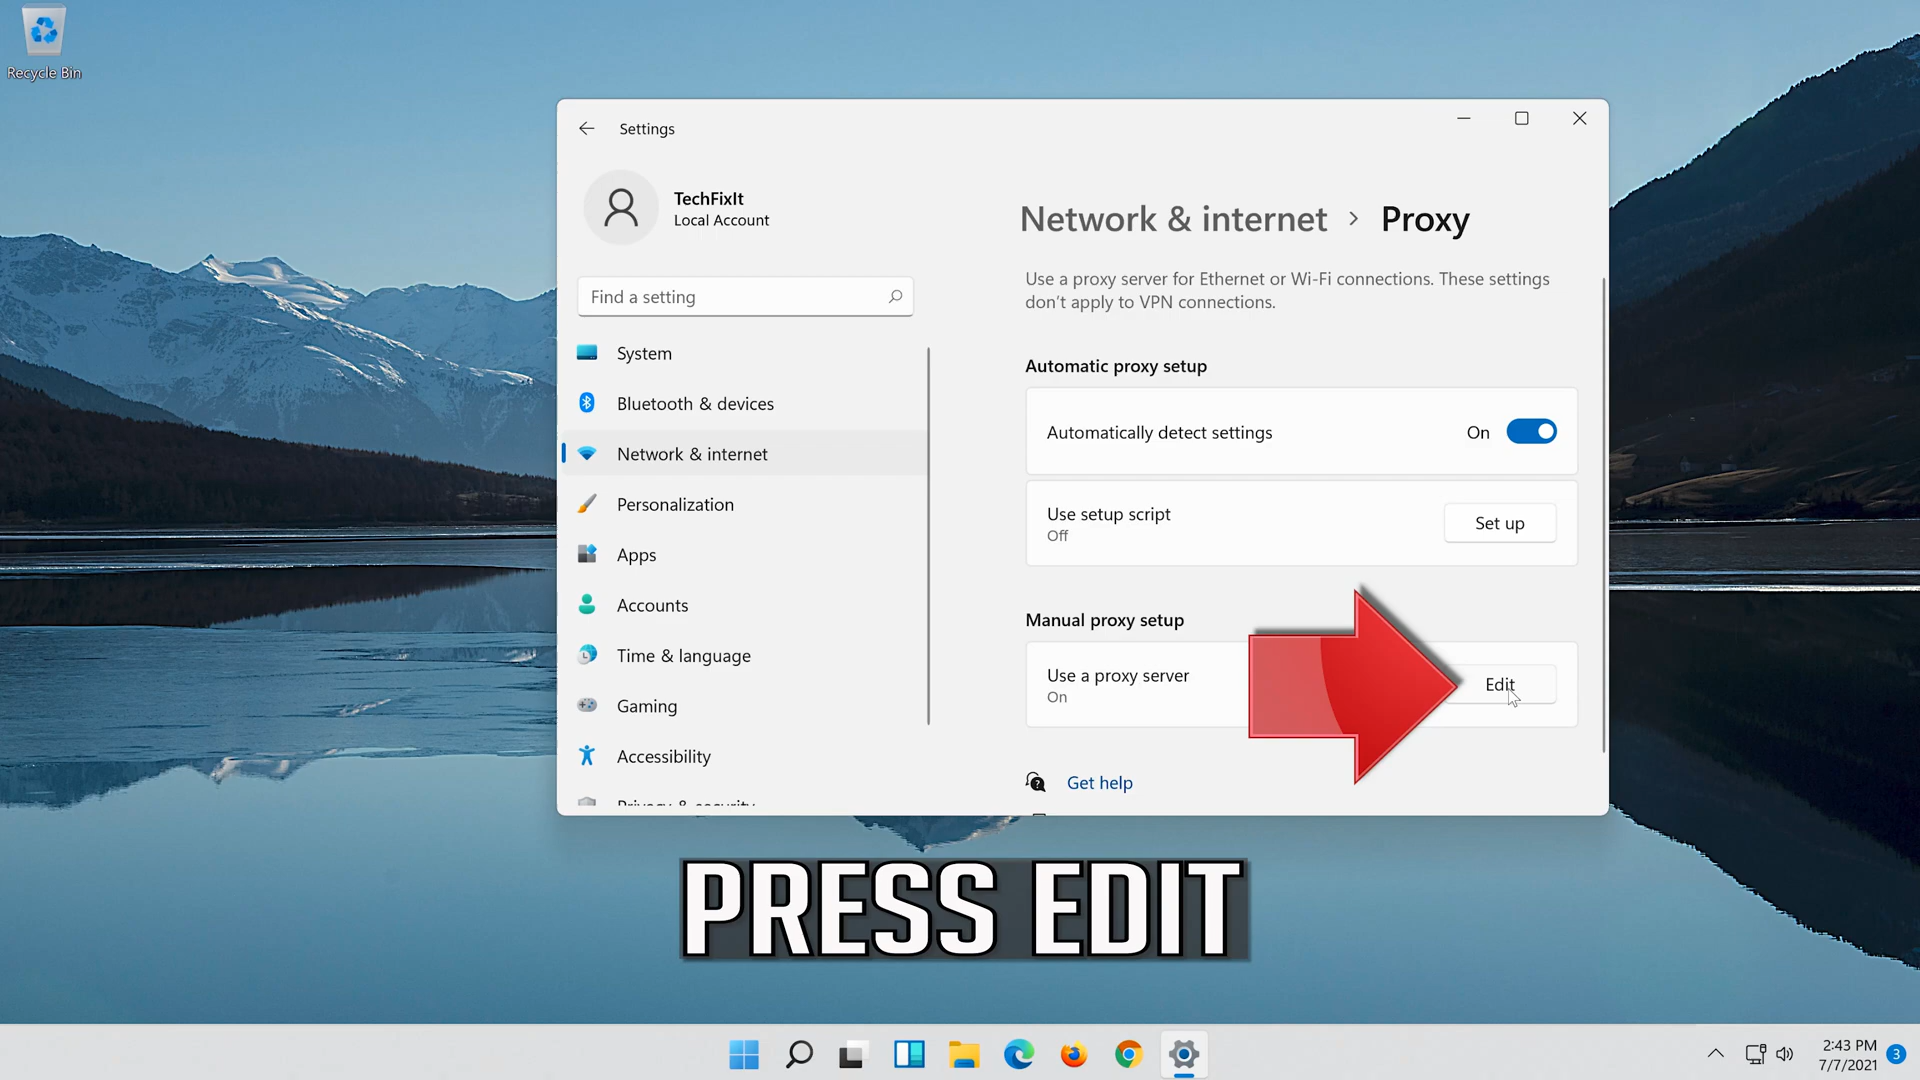 Recycle Bin
Settings
TechFixIt
Local Account
Find a setting
System
Bluetooth & devices
Network & internet
Personalization
Apps
Accounts
Time & language
Gaming
Accessibility
Privacy & security
Network & internet > Proxy
Use a proxy server for Ethernet or Wi-Fi connections. These settings
don't apply to VPN connections.
Automatic proxy setup
Automatically detect settings
On
Use setup script
Off
Set up
Manual proxy setup
Use a proxy server
On
Edit
Get help
PRESS EDIT
2:43 PM
7/7/2021
3